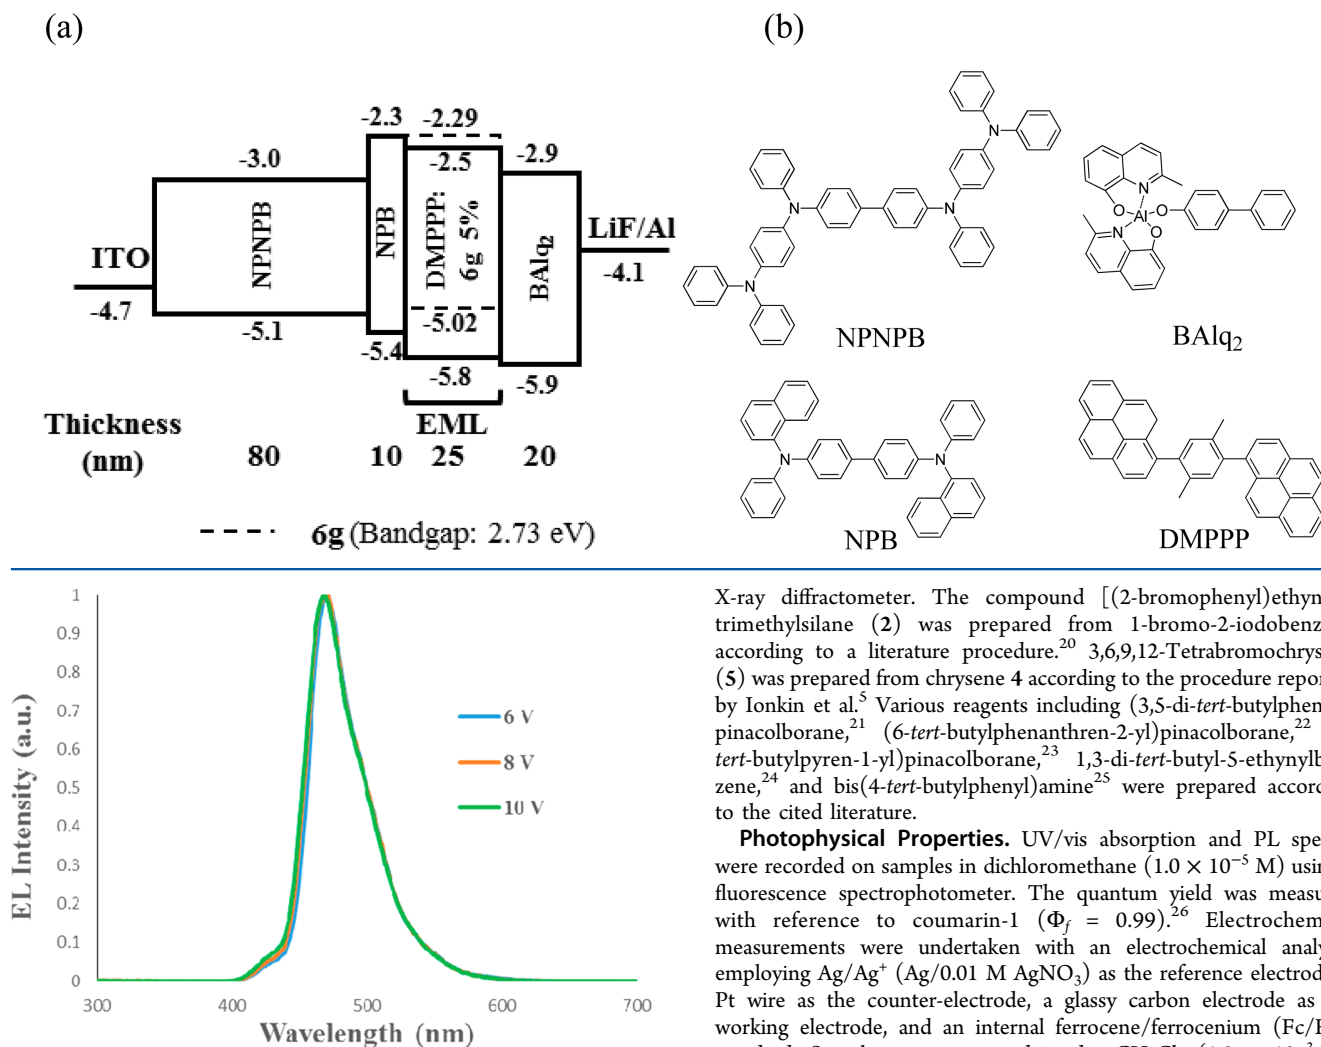 (a)
(b)
-2.3
-2.29
-3.0
-2.5
-2.9
NPNPB
NPB
DMPPP:
6g 5%
BAlq2
ITO
LiF/Al
-4.7
-4.1
-5.1
-5.02
-5.4
-5.8
-5.9
EML
Thickness
(nm)
80
10
25
20
6g (Bandgap: 2.73 eV)
N
N
N
N
NPNPB
N
O
Al
O
N
O
BAlq2
N
N
NPB
DMPPP
1
0.9
0.8
0.7
0.6
0.5
0.4
0.3
0.2
0.1
0
EL Intensity (a.u.)
6 V
8 V
10 V
300
400
500
600
700
Wavelength (nm)
X-ray diffractometer. The compound [(2-bromophenyl)ethyn
trimethylsilane (2) was prepared from 1-bromo-2-iodobenz
according to a literature procedure.20 3,6,9,12-Tetrabromochrys
(5) was prepared from chrysene 4 according to the procedure repor
by Ionkin et al.5 Various reagents including (3,5-di-tert-butylphen
pinacolborane,21 (6-tert-butylphenanthren-2-yl)pinacolborane,22
tert-butylpyren-1-yl)pinacolborane,23 1,3-di-tert-butyl-5-ethynylb
zene,24 and bis(4-tert-butylphenyl)amine25 were prepared accord
to the cited literature.
Photophysical Properties. UV/vis absorption and PL spe
were recorded on samples in dichloromethane (1.0 × 10−5 M) usin
fluorescence spectrophotometer. The quantum yield was measu
with reference to coumarin-1 (Φf = 0.99).26 Electrochem
measurements were undertaken with an electrochemical analy
employing Ag/Ag+ (Ag/0.01 M AgNO3) as the reference electrod
Pt wire as the counter-electrode, a glassy carbon electrode as
working electrode, and an internal ferrocene/ferrocenium (Fc/F